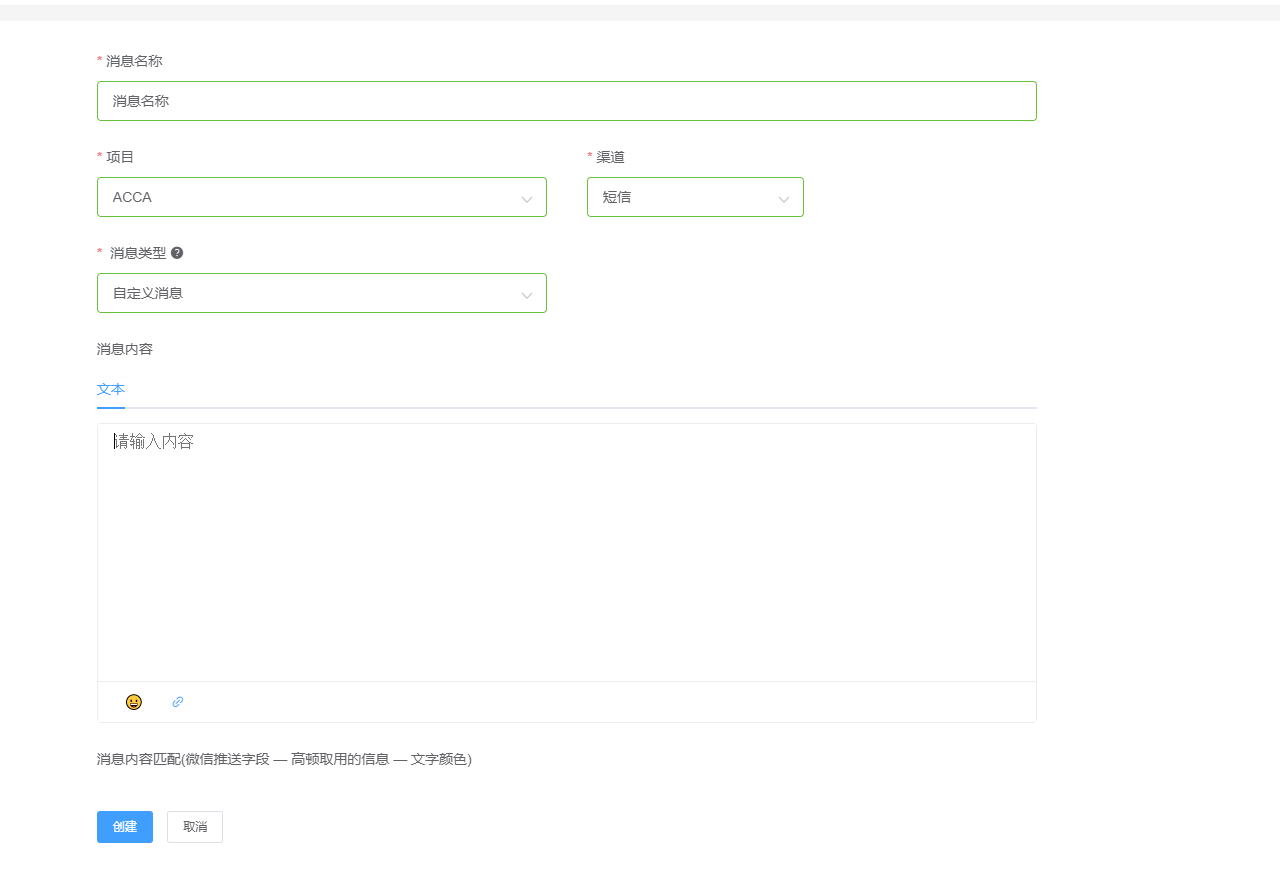 * 消息名称
消息名称
* 项目 * 渠道
ACCA 短信
* 消息类型 ?
自定义消息
消息内容
文本
请输入内容
消息内容匹配(微信推送字段 — 高顿取用的信息 — 文字颜色)
创建 取消